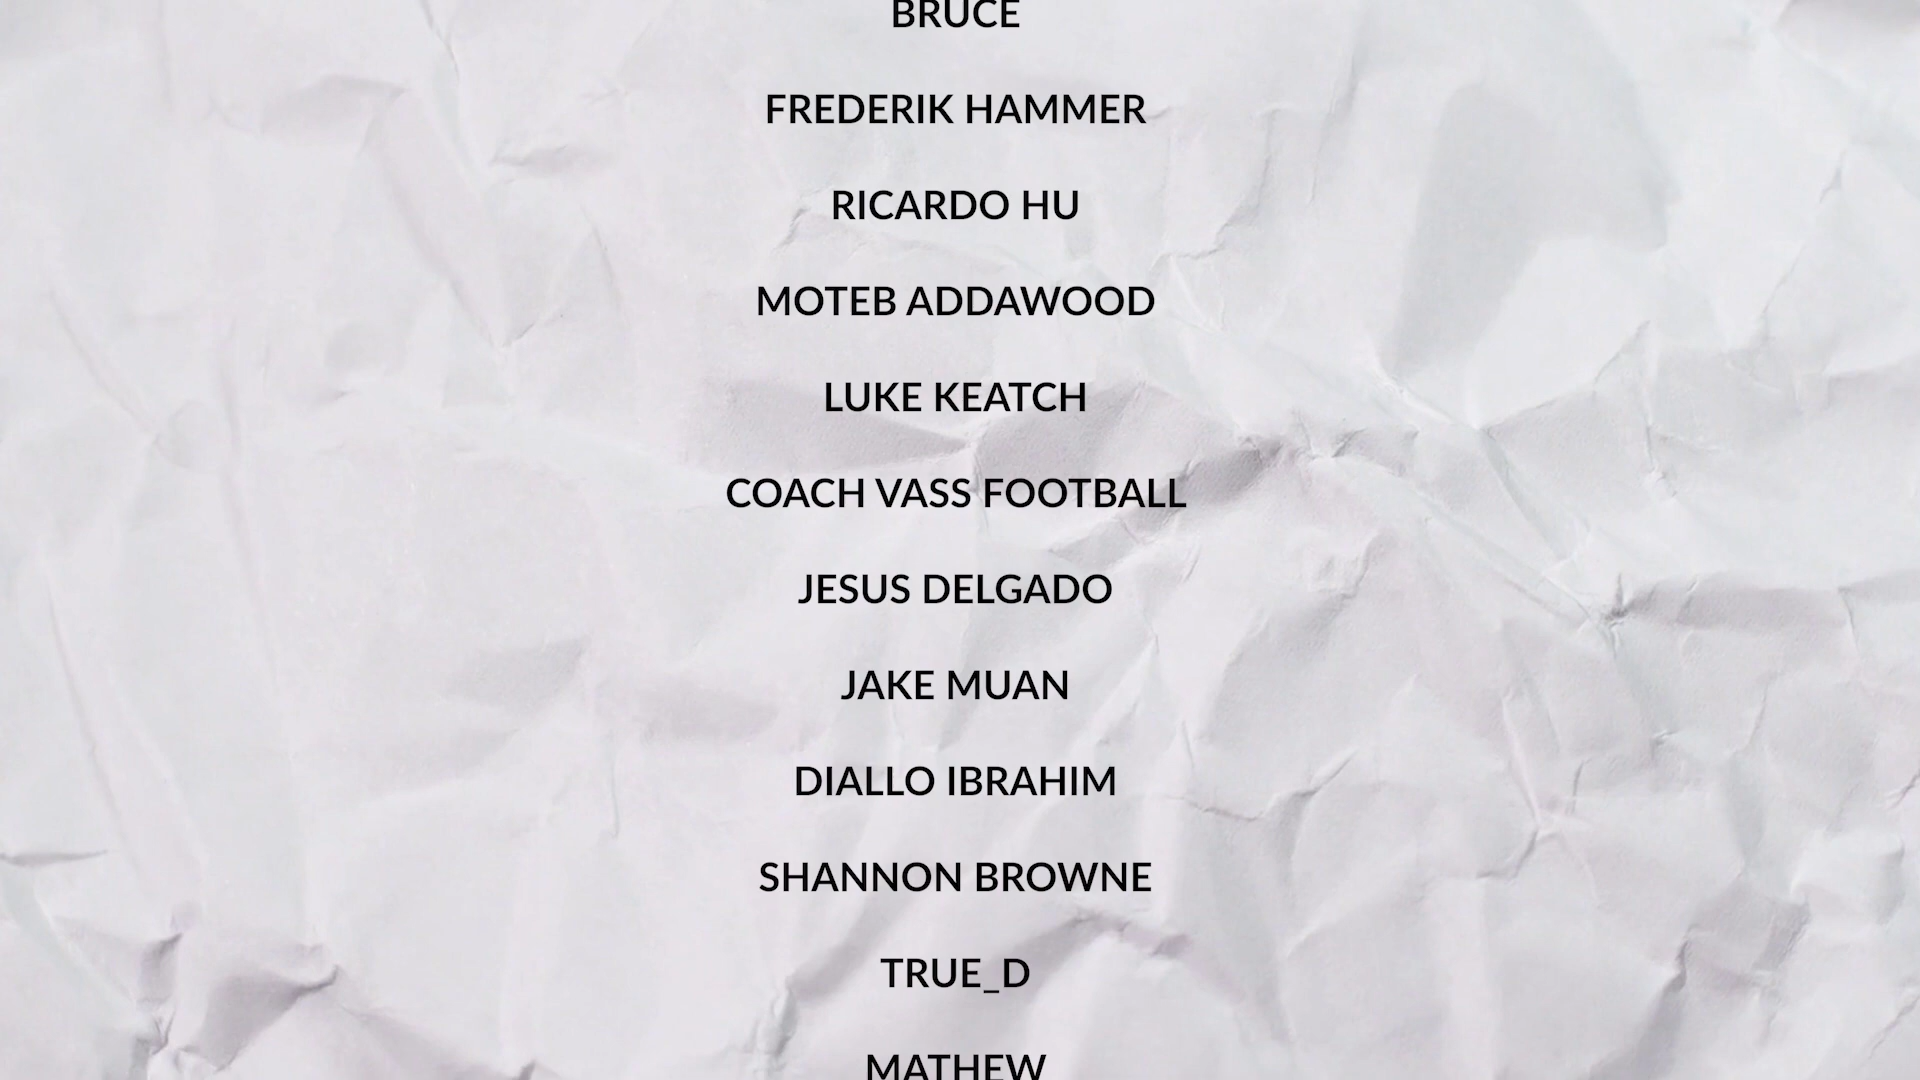 BRUCE
FREDERIK HAMMER
RICARDO HU
MOTEB ADDAWOOD
LUKE KEATCH
COACH VASS FOOTBALL
JESUS DELGADO
JAKE MUAN
DIALLO IBRAHIM
SHANNON BROWNE
TRUE_D
MATHEW